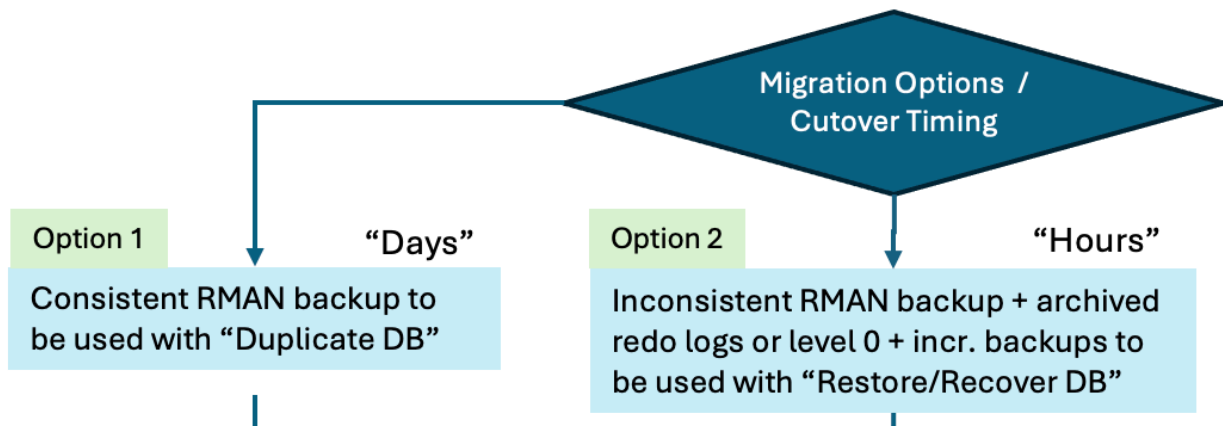 Migration Options /
Cutover Timing
Option 1
“Days”
Consistent RMAN backup to
be used with “Duplicate DB”
Option 2
“Hours”
Inconsistent RMAN backup + archived
redo logs or level 0 + incr. backups to
be used with “Restore/Recover DB”